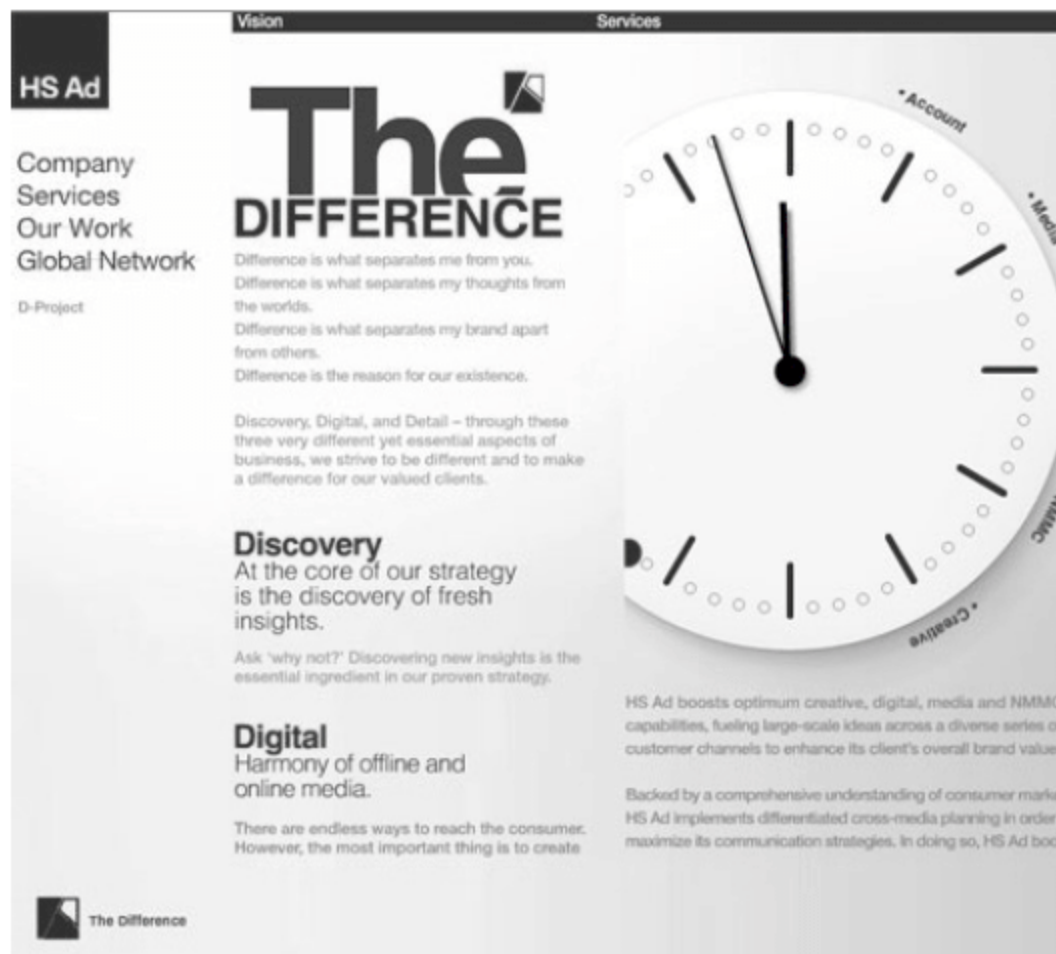 Vision
Services
HS Ad
Company
Services
Our Work
Global Network
D-Project
The
DIFFERENCE
Difference is what separates me from you.
Difference is what separates my thoughts from
the worlds.
Difference is what separates my brand apart
from others.
Difference is the reason for our existence.
Discovery, Digital, and Detail – through these
three very different yet essential aspects of
business, we strive to be different and to make
a difference for our valued clients.
Discovery
At the core of our strategy
is the discovery of fresh
insights.
Ask 'why not?' Discovering new insights is the
essential ingredient in our proven strategy.
Digital
Harmony of offline and
online media.
There are endless ways to reach the consumer.
However, the most important thing is to create
• Account
• Media
NMMC
• Creative
HS Ad boosts optimum creative, digital, media and NMMC
capabilities, fueling large-scale ideas across a diverse series
customer channels to enhance its client's overall brand value
Backed by a comprehensive understanding of consumer
HS Ad implements differentiated cross-media planning in order
maximize its communication strategies. In doing so, HS Ad
The Difference